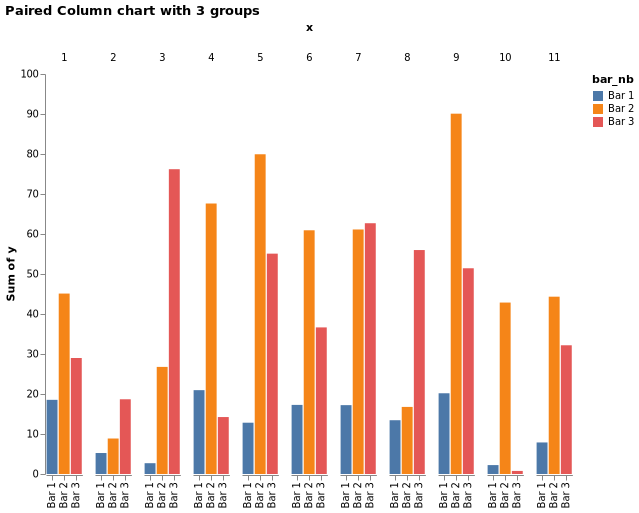 Paired Column chart with 3 groups
x
1 2 3 4 5 6 7 8 9 10 11
bar_nb
Bar 1
Bar 2
Bar 3
Sum of y
100
90
80
70
60
50
40
30
20
10
0
Bar 1 Bar 2 Bar 3 Bar 1 Bar 2 Bar 3 Bar 1 Bar 2 Bar 3 Bar 1 Bar 2 Bar 3 Bar 1 Bar 2 Bar 3 Bar 1 Bar 2 Bar 3 Bar 1 Bar 2 Bar 3 Bar 1 Bar 2 Bar 3 Bar 1 Bar 2 Bar 3 Bar 1 Bar 2 Bar 3 Bar 1 Bar 2 Bar 3